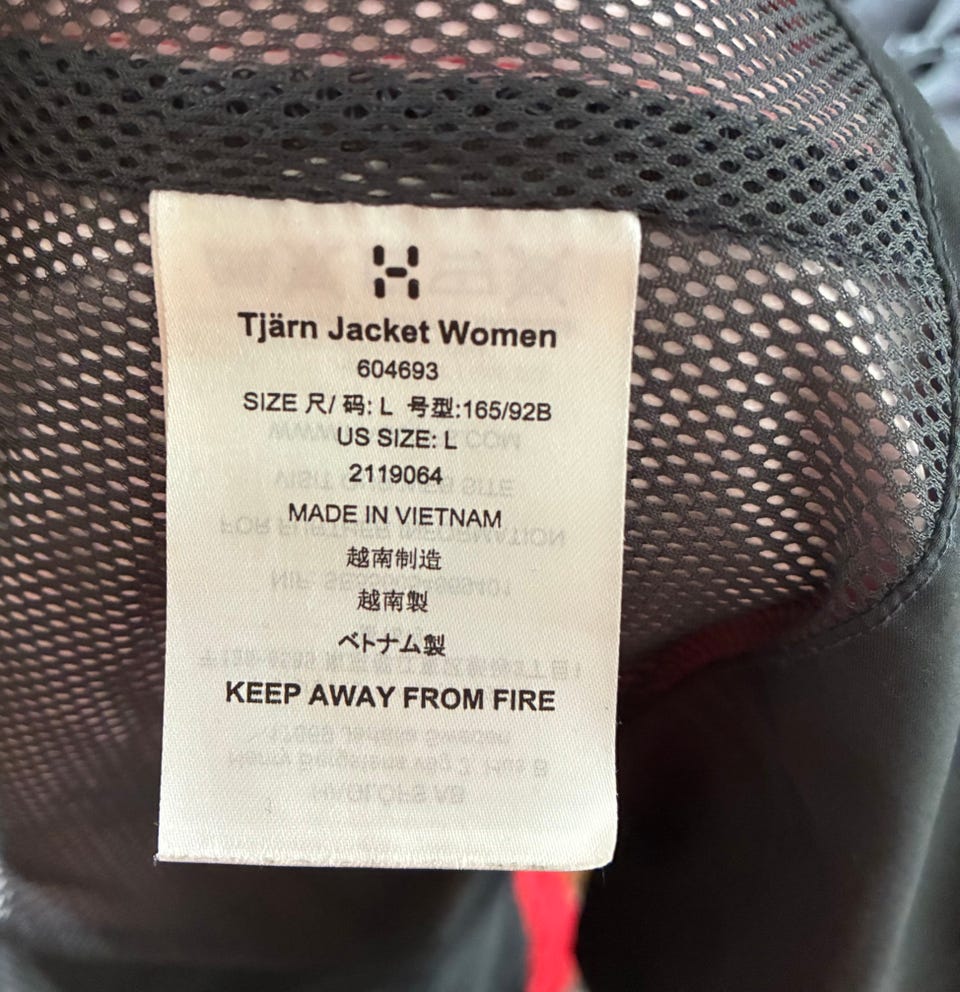 Tjärn Jacket Women
604693
SIZE 尺/ 码: L 号型:165/92B
US SIZE: L
2119064
MADE IN VIETNAM
越南制造
越南製
ベトナム製
KEEP AWAY FROM FIRE